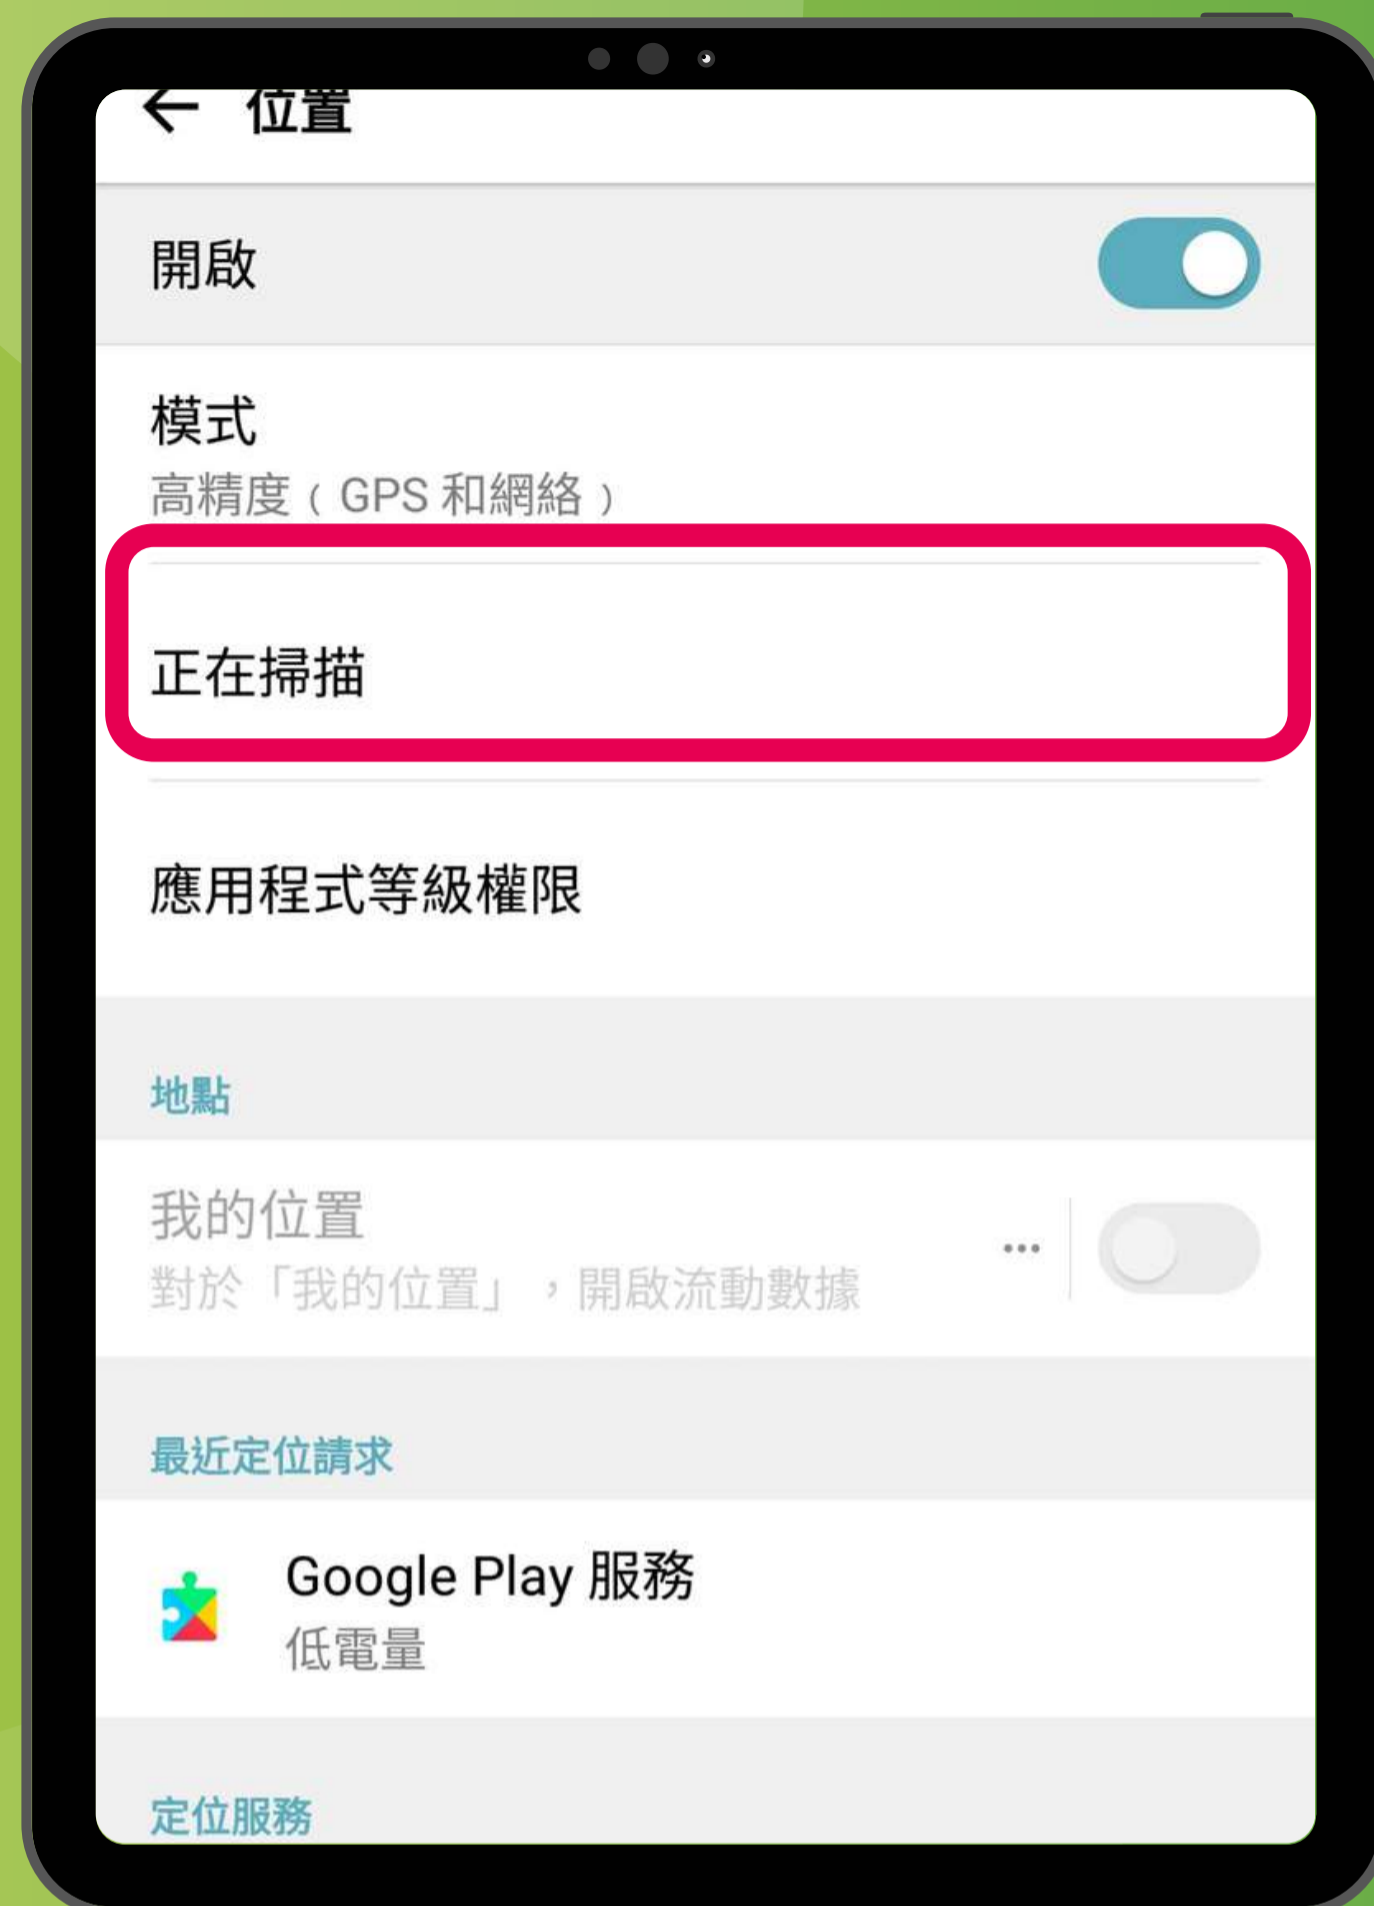 位置
開啟
模式
高精度（GPS 和網絡）
正在掃描
應用程式等級權限
地點
我的位置
對於「我的位置」，開啟流動數據
最近定位請求
Google Play 服務
低電量
定位服務